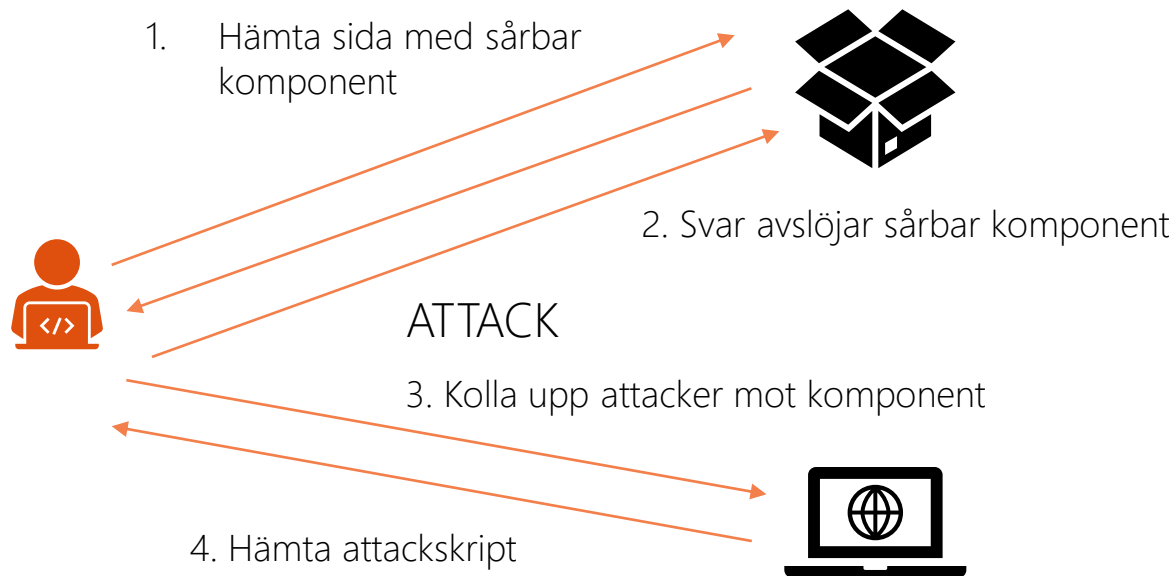 1. Hämta sida med sårbar
komponent
2. Svar avslöjar sårbar komponent
</>
ATTACK
3. Kolla upp attacker mot komponent
4. Hämta attackskript